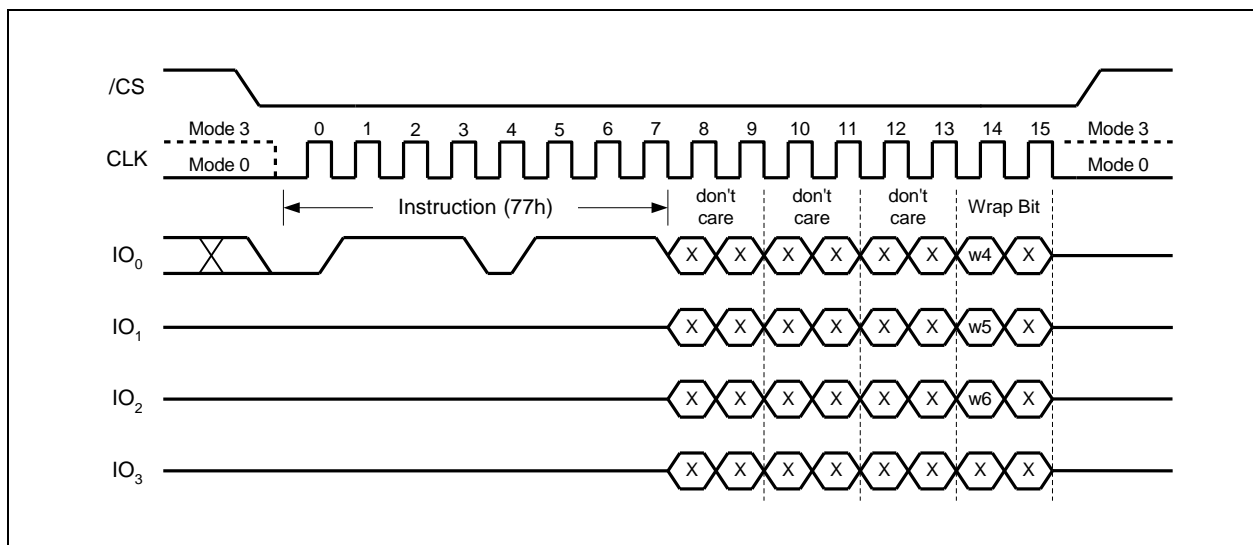 /CS
Mode 3 0 1 2 3 4 5 6 7 8 9 10 11 12 13 14 15 Mode 3
CLK
Mode 0 Mode 0
Instruction (77h)
don't care
don't care
don't care
Wrap Bit
IO0 X X X X X X w4 X
IO1 X X X X X X w5 X
IO2 X X X X X X w6 X
IO3 X X X X X X X X